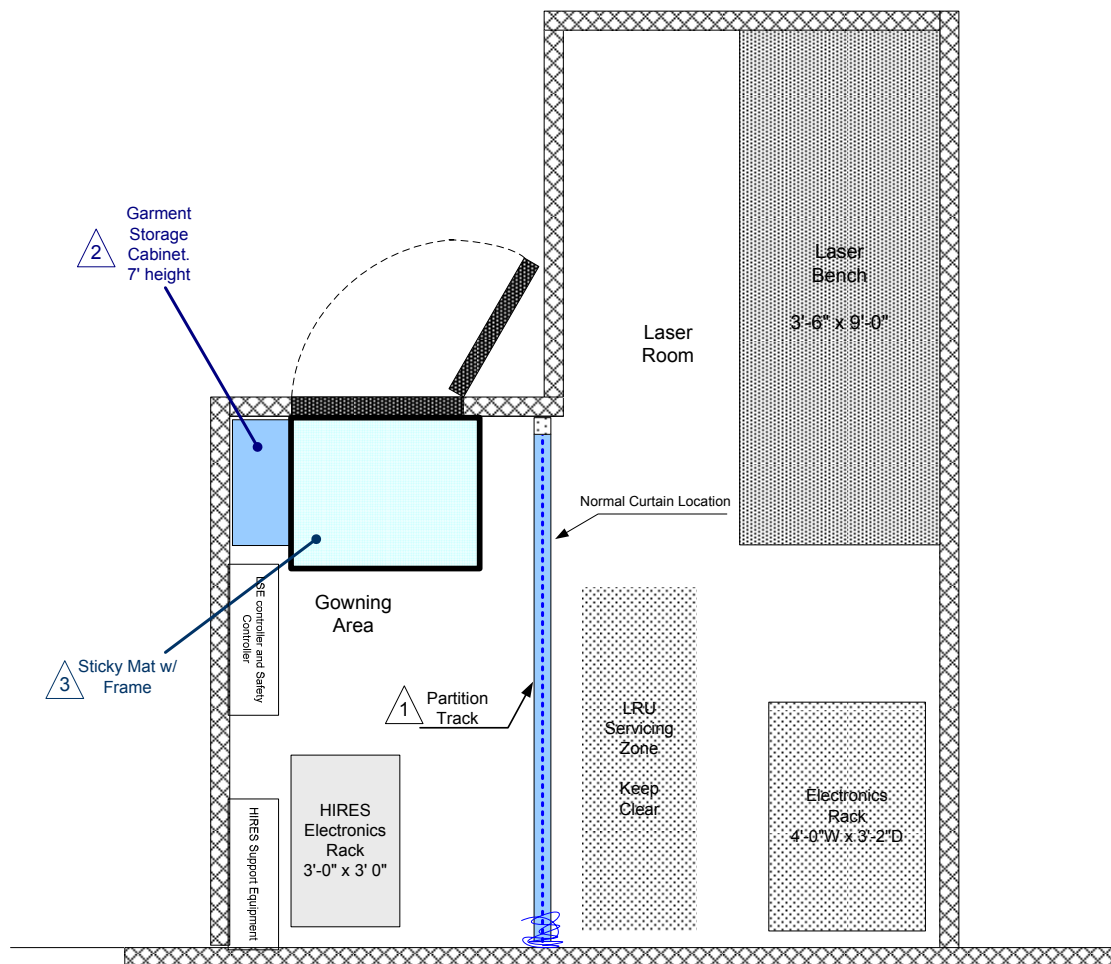 Garment
Storage
Cabinet.
7' height
2
Laser
Bench
3'-6" x 9'-0"
Laser
Room
Normal Curtain Location
LSE controller and Safety
Controller
Gowning
Area
3
Sticky Mat w/
Frame
1
Partition
Track
LRU
Servicing
Zone
Keep
Clear
HIRES
Electronics
Rack
3'-0" x 3' 0"
Electronics
Rack
4'-0"W x 3'-2"D
HIRES Support Equipment